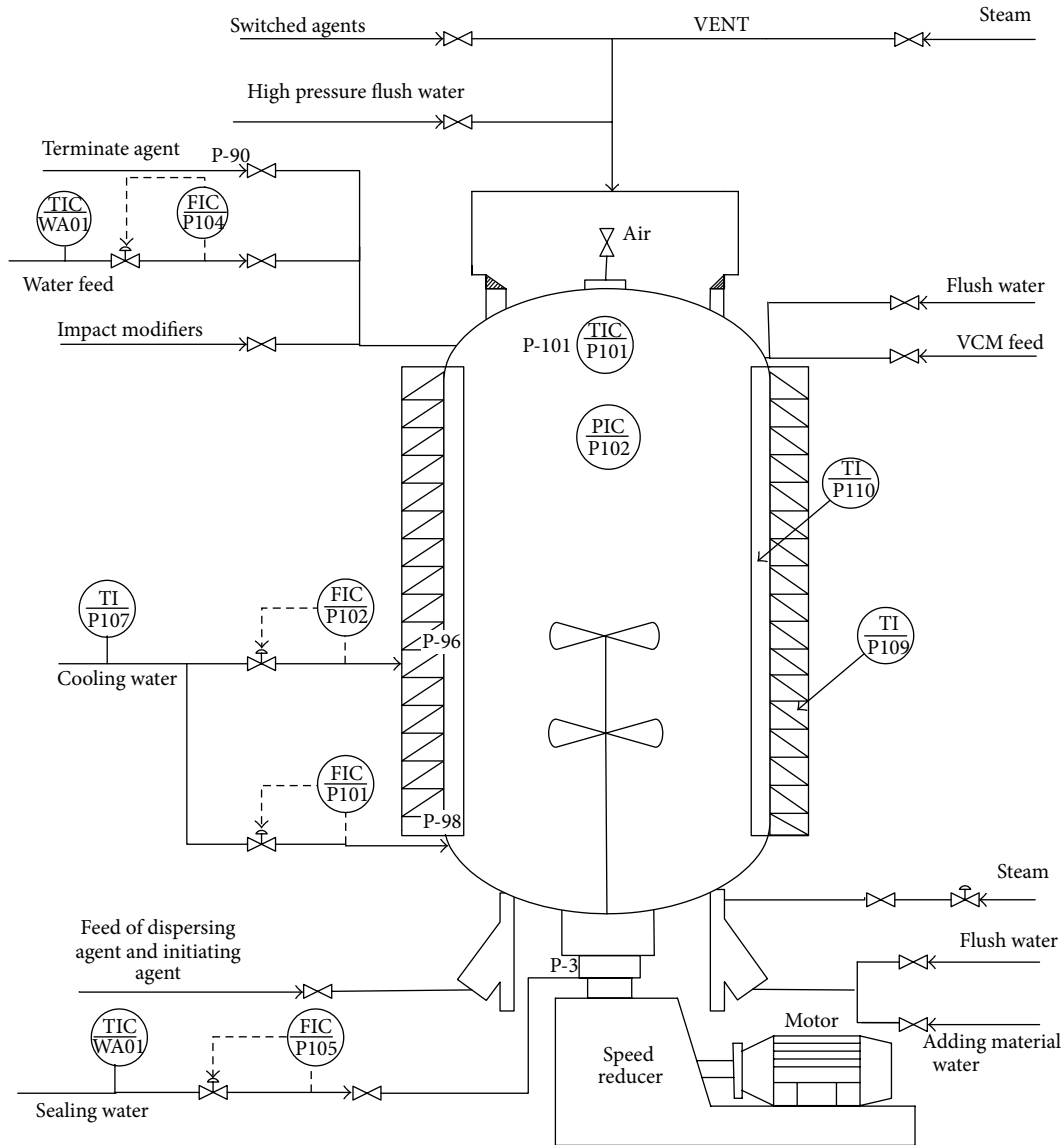 Switched agents
VENT
Steam
High pressure flush water
Terminate agent
P-90
TIC
WA01
FIC
P104
Water feed
Air
Impact modifiers
P-101
TIC
P101
Flush water
VCM feed
PIC
P102
TI
P110
TI
P107
FIC
P102
P-96
TI
P109
Cooling water
FIC
P101
P-98
Steam
Feed of dispersing
agent and initiating
agent
Flush water
P-3
TIC
WA01
FIC
P105
Speed
reducer
Motor
Adding material
water
Sealing water